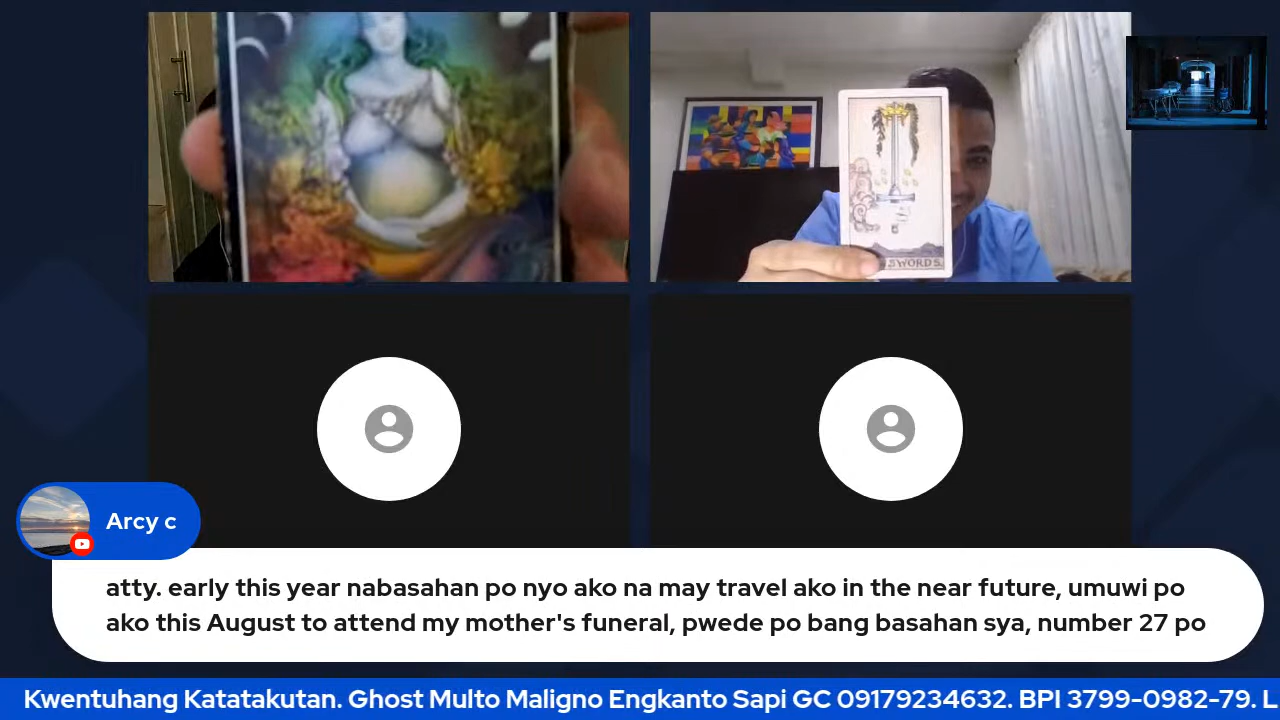 SWORDS.
Arcy c
atty. early this year nabasahan po nyo ako na may travel ako in the near future, umuwi po
ako this August to attend my mother's funeral, pwede po bang basahan sya, number 27 po
Kwentuhang Katatakutan. Ghost Multo Maligno Engkanto Sapi GC 09179234632. BPI 3799-0982-79. L